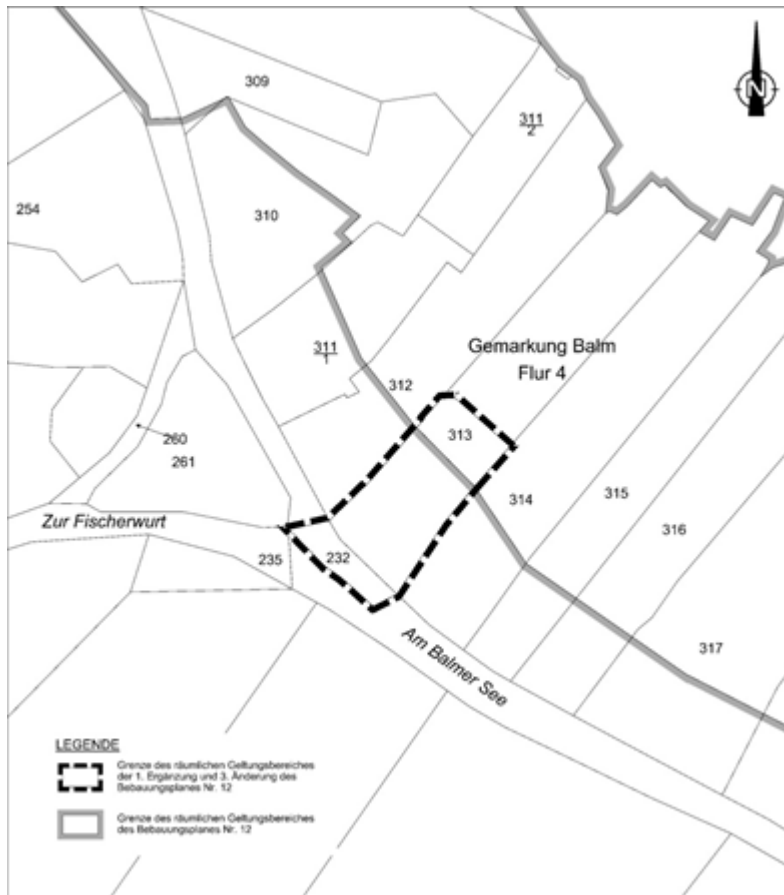 309
N
311
2
254
310
311
1
Gemarkung Balm
Flur 4
312
313
260
261
314
315
316
Zur Fischerwurt
235
232
Am Balmer See
317
LEGENDE
Grenze des räumlichen Geltungsbereiches
der 1. Ergänzung und 3. Änderung des
Bebauungsplanes Nr. 12
Grenze des räumlichen Geltungsbereiches
des Bebauungsplanes Nr. 12